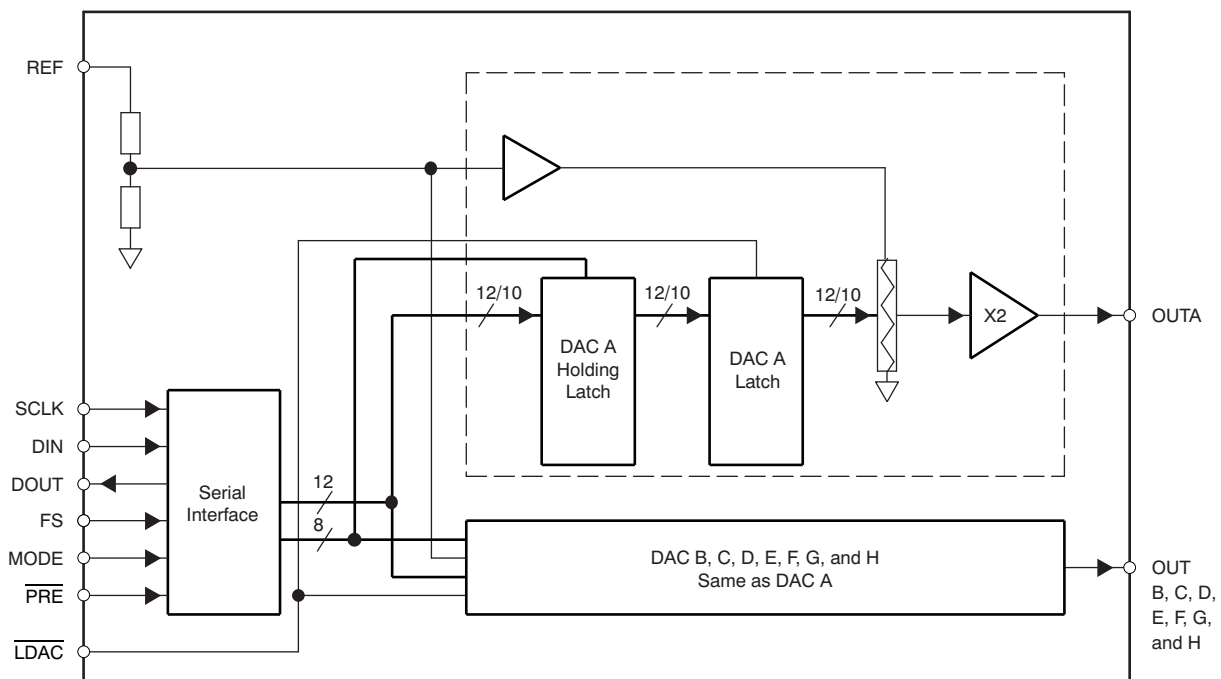 REF
12/10
12/10
12/10
X2
OUTA
DAC A
Holding
Latch
DAC A
Latch
SCLK
DIN
DOUT
FS
MODE
PRE
LDAC
Serial
Interface
12
8
DAC B, C, D, E, F, G, and H
Same as DAC A
OUT
B, C, D,
E, F, G,
and H